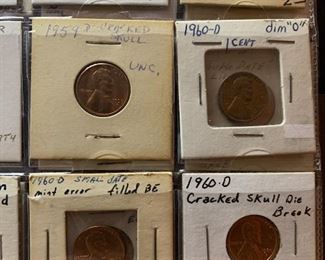 1959 D CRACKED
SKULL
UNC.
1960-D dim "O"
1 CENT
1960-D SMALL DATE
mint error filled BE
1960-D
Cracked Skull Die
Break